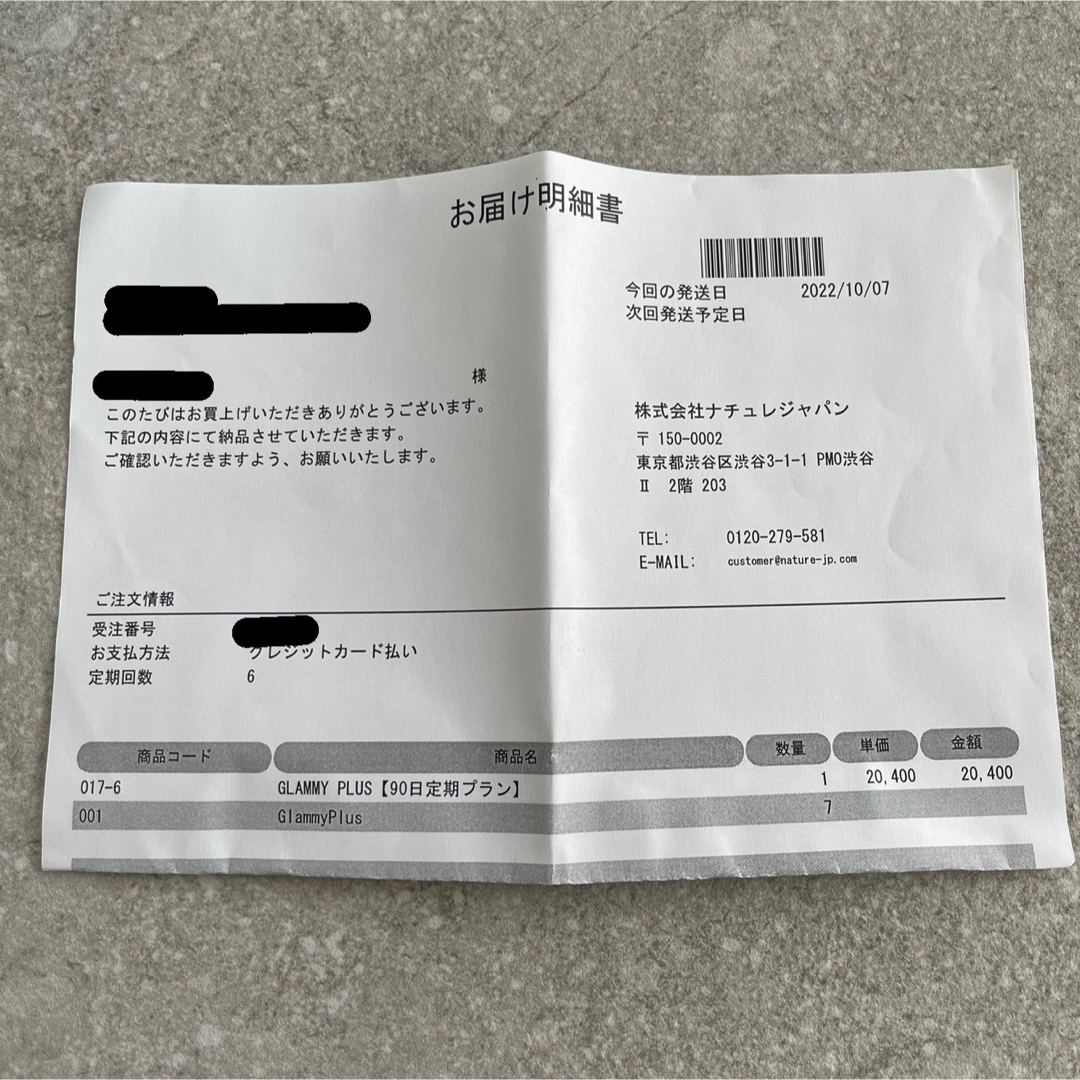 お届け明細書
今回の発送日 2022/10/07
次回発送予定日
様
このたびはお買上げいただきありがとうございます。
下記の内容にて納品させていただきます。
ご確認いただきますよう、お願いいたします。
株式会社ナチュレジャパン
〒 150-0002
東京都渋谷区渋谷3-1-1 PMO渋谷
Ⅱ 2階 203
TEL: 0120-279-581
E-MAIL: customer@nature-jp.com
ご注文情報
受注番号
お支払方法 クレジットカード払い
定期回数 6
商品コード 商品名 数量 単価 金額
017-6 GLAMMY PLUS【90日定期プラン】 1 20,400 20,400
001 GlammyPlus 7